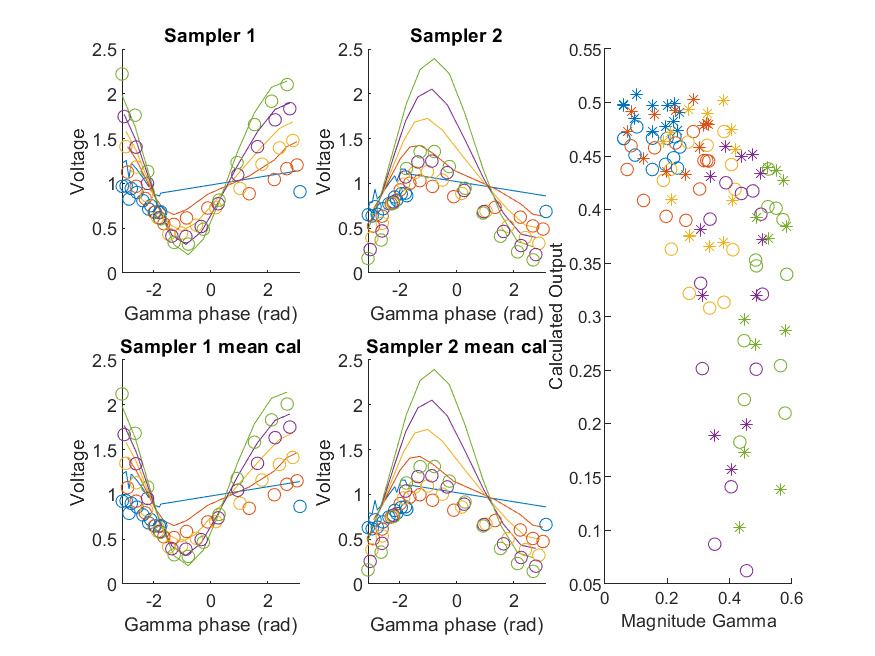 Sampler 1
2.5
2
1.5
1
0.5
0
Voltage
-2 0 2
Gamma phase (rad)
Sampler 2
2.5
2
1.5
1
0.5
0
Voltage
-2 0 2
Gamma phase (rad)
Sampler 1 mean cal
2.5
2
1.5
1
0.5
0
Voltage
-2 0 2
Gamma phase (rad)
Sampler 2 mean cal
2.5
2
1.5
1
0.5
0
Voltage
-2 0 2
Gamma phase (rad)
0.55
0.5
0.45
0.4
0.35
0.3
0.25
0.2
0.15
0.1
0.05
Calculated Output
0 0.2 0.4 0.6
Magnitude Gamma